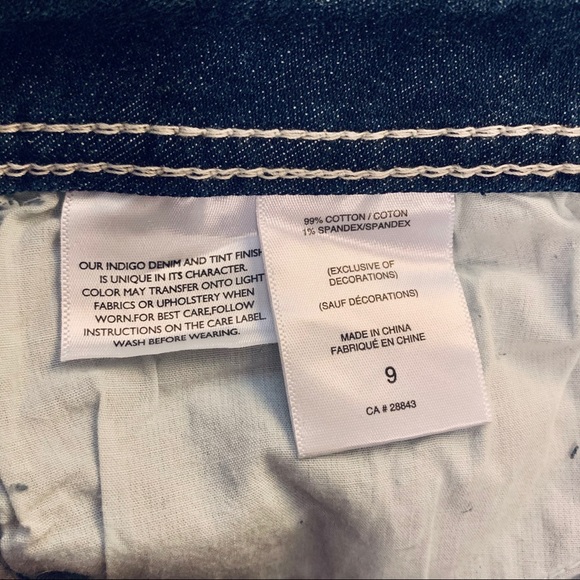 OUR INDIGO DENIM AND TINT FINISH
IS UNIQUE IN ITS CHARACTER.
COLOR MAY TRANSFER ONTO LIGHT
FABRICS OR UPHOLSTERY WHEN
WORN.FOR BEST CARE,FOLLOW
INSTRUCTIONS ON THE CARE LABEL.
WASH BEFORE WEARING.
99% COTTON / COTON
1% SPANDEX/SPANDEX
(EXCLUSIVE OF
DECORATIONS)
(SAUF DÉCORATIONS)
MADE IN CHINA
FABRIQUÉ EN CHINE
9
CA # 28843